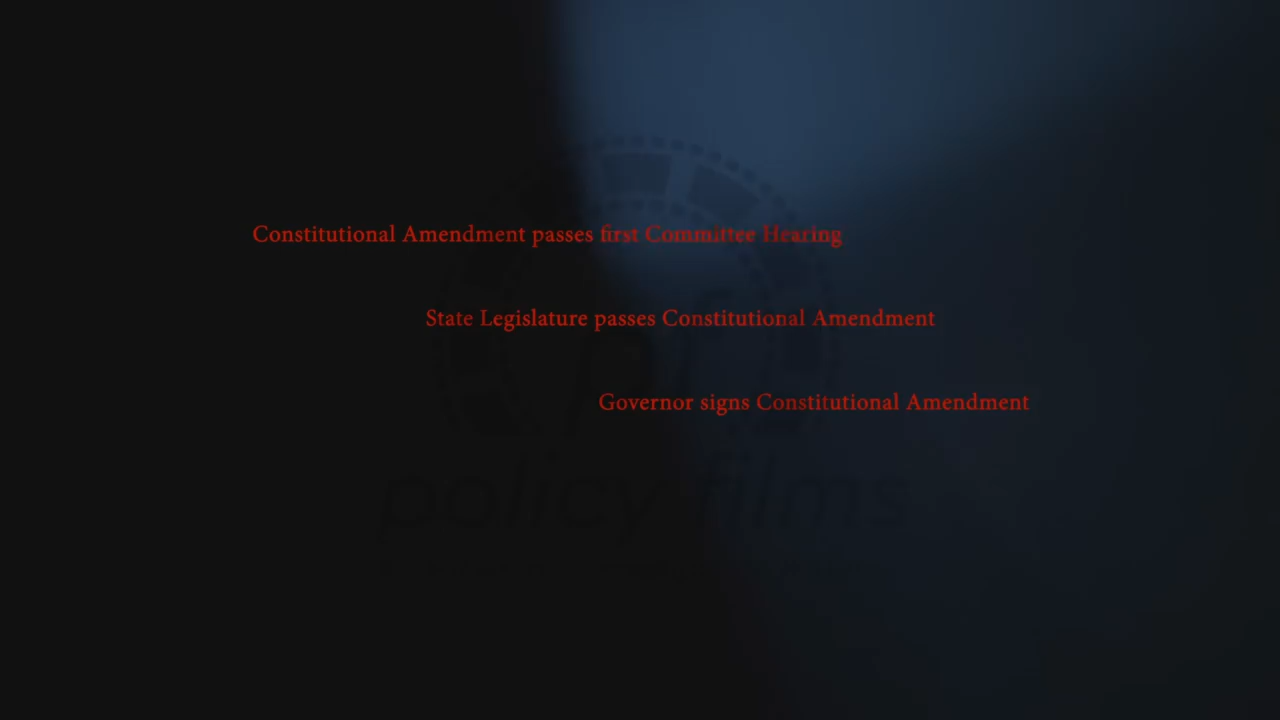 Constitutional Amendment passes first Committee Hearing
State Legislature passes Constitutional Amendment
Governor signs Constitutional Amendment
policy films